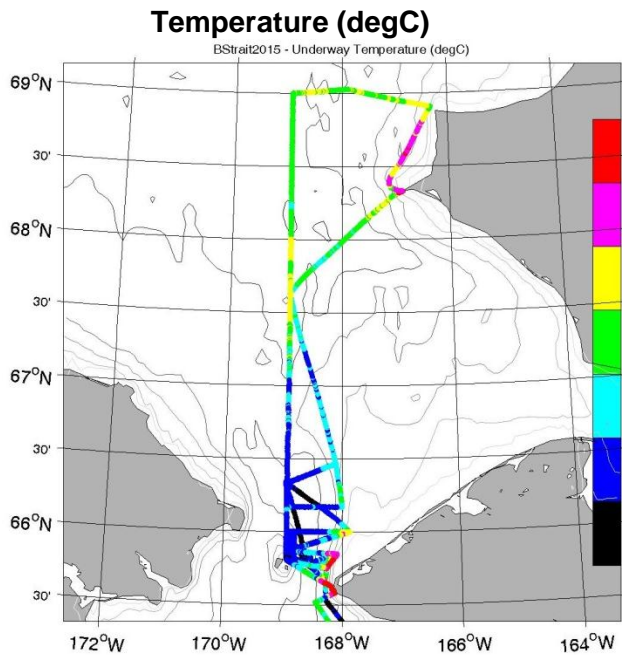 Temperature (degC)
BStrait2015 - Underway Temperature (degC)
69°N
30'
68°N
30'
67°N
30'
66°N
30'
172°W 170°W 168°W 166°W 164°W